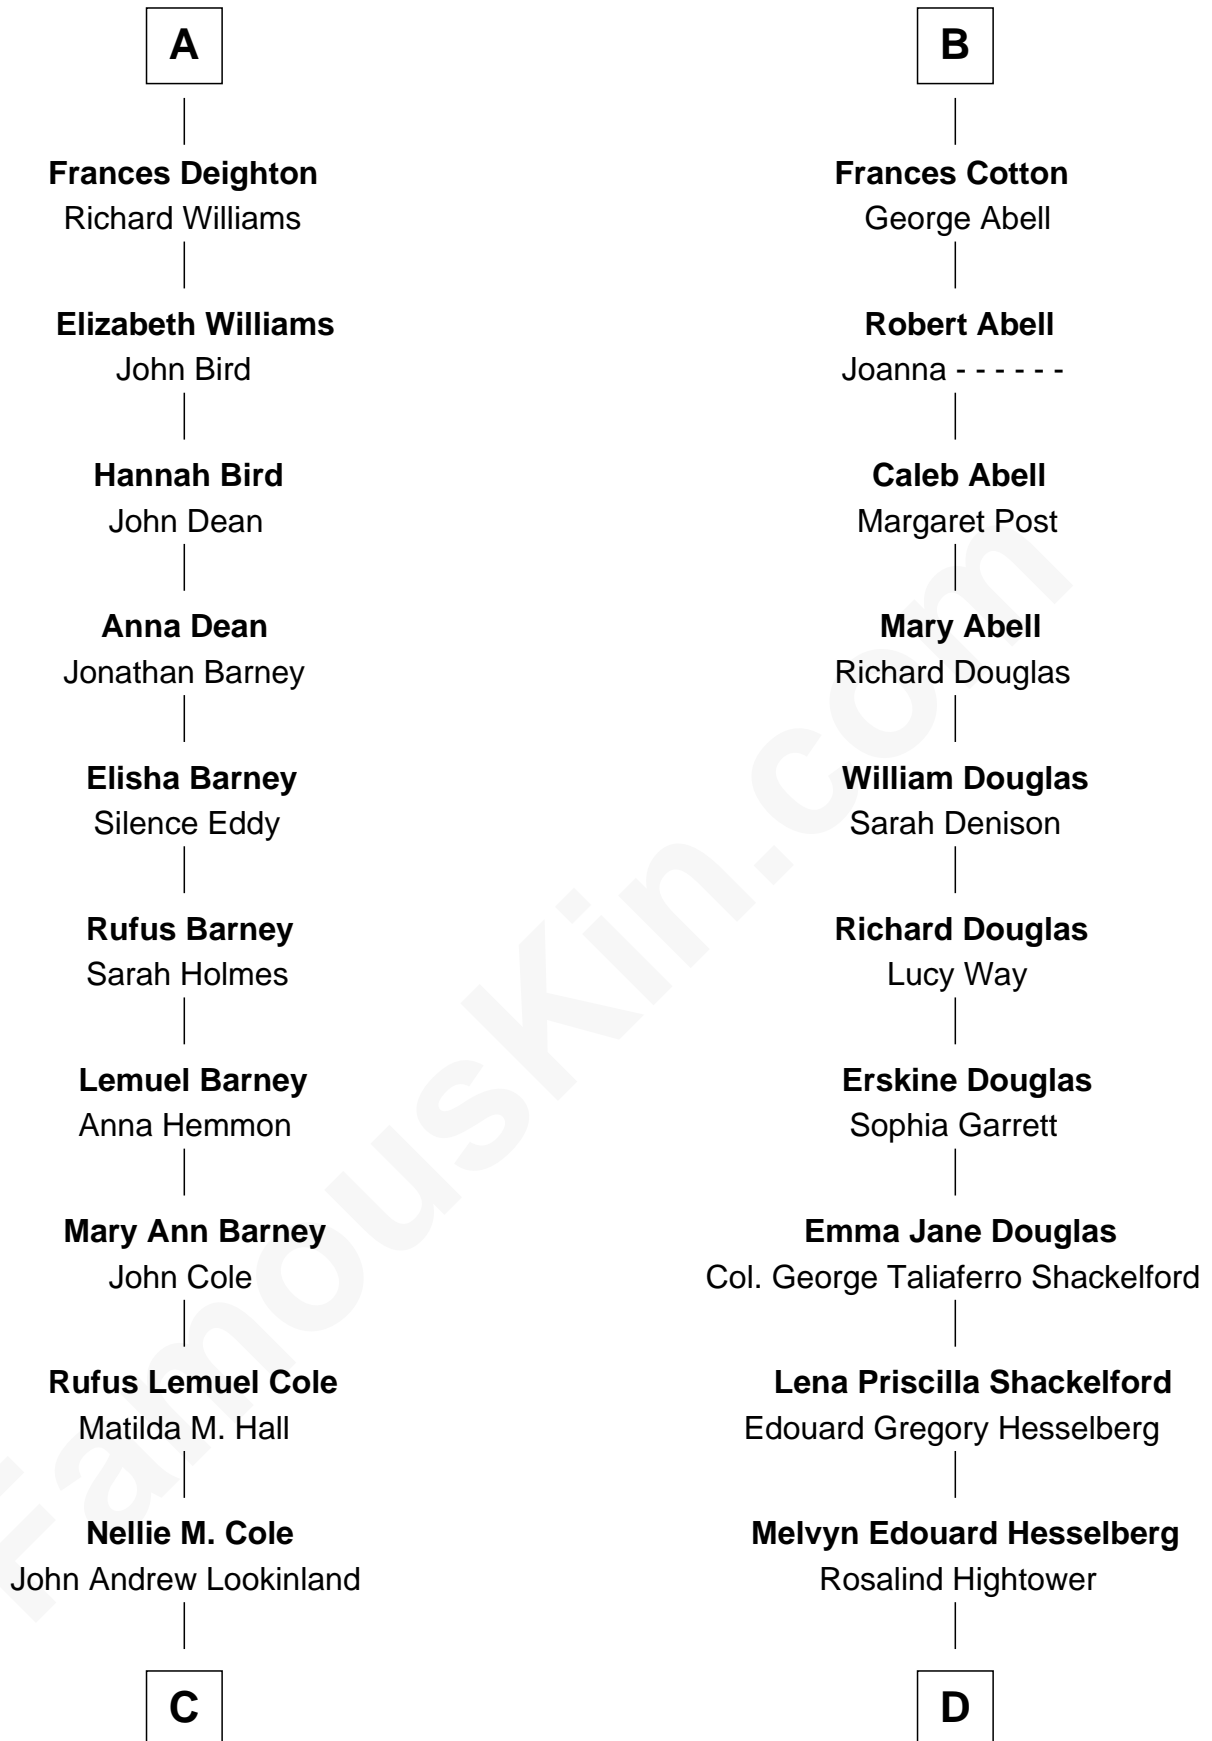 A
Frances Deighton
Richard Williams
Elizabeth Williams
John Bird
Hannah Bird
John Dean
Anna Dean
Jonathan Barney
Elisha Barney
Silence Eddy
Rufus Barney
Sarah Holmes
Lemuel Barney
Anna Hemmon
Mary Ann Barney
John Cole
Rufus Lemuel Cole
Matilda M. Hall
Nellie M. Cole
John Andrew Lookinland
C
B
Frances Cotton
George Abell
Robert Abell
Joanna - - - - - -
Caleb Abell
Margaret Post
Mary Abell
Richard Douglas
William Douglas
Sarah Denison
Richard Douglas
Lucy Way
Erskine Douglas
Sophia Garrett
Emma Jane Douglas
Col. George Taliaferro Shackelford
Lena Priscilla Shackelford
Edouard Gregory Hesselberg
Melvyn Edouard Hesselberg
Rosalind Hightower
D
FamousKin.com